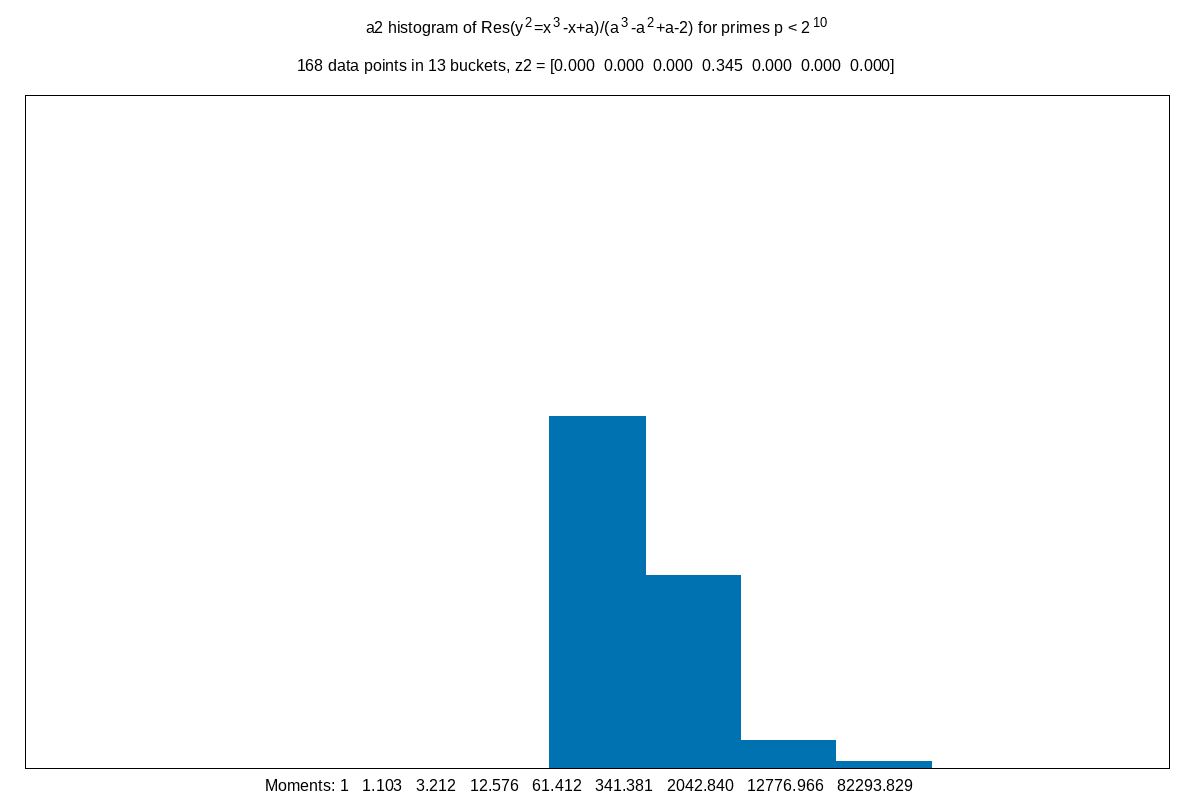 a2 histogram of Res(y²=x³-x+a)/(a³-a²+a-2) for primes p < 2¹⁰
168 data points in 13 buckets, z2 = [0.000 0.000 0.000 0.345 0.000 0.000 0.000]
Moments: 1 1.103 3.212 12.576 61.412 341.381 2042.840 12776.966 82293.829